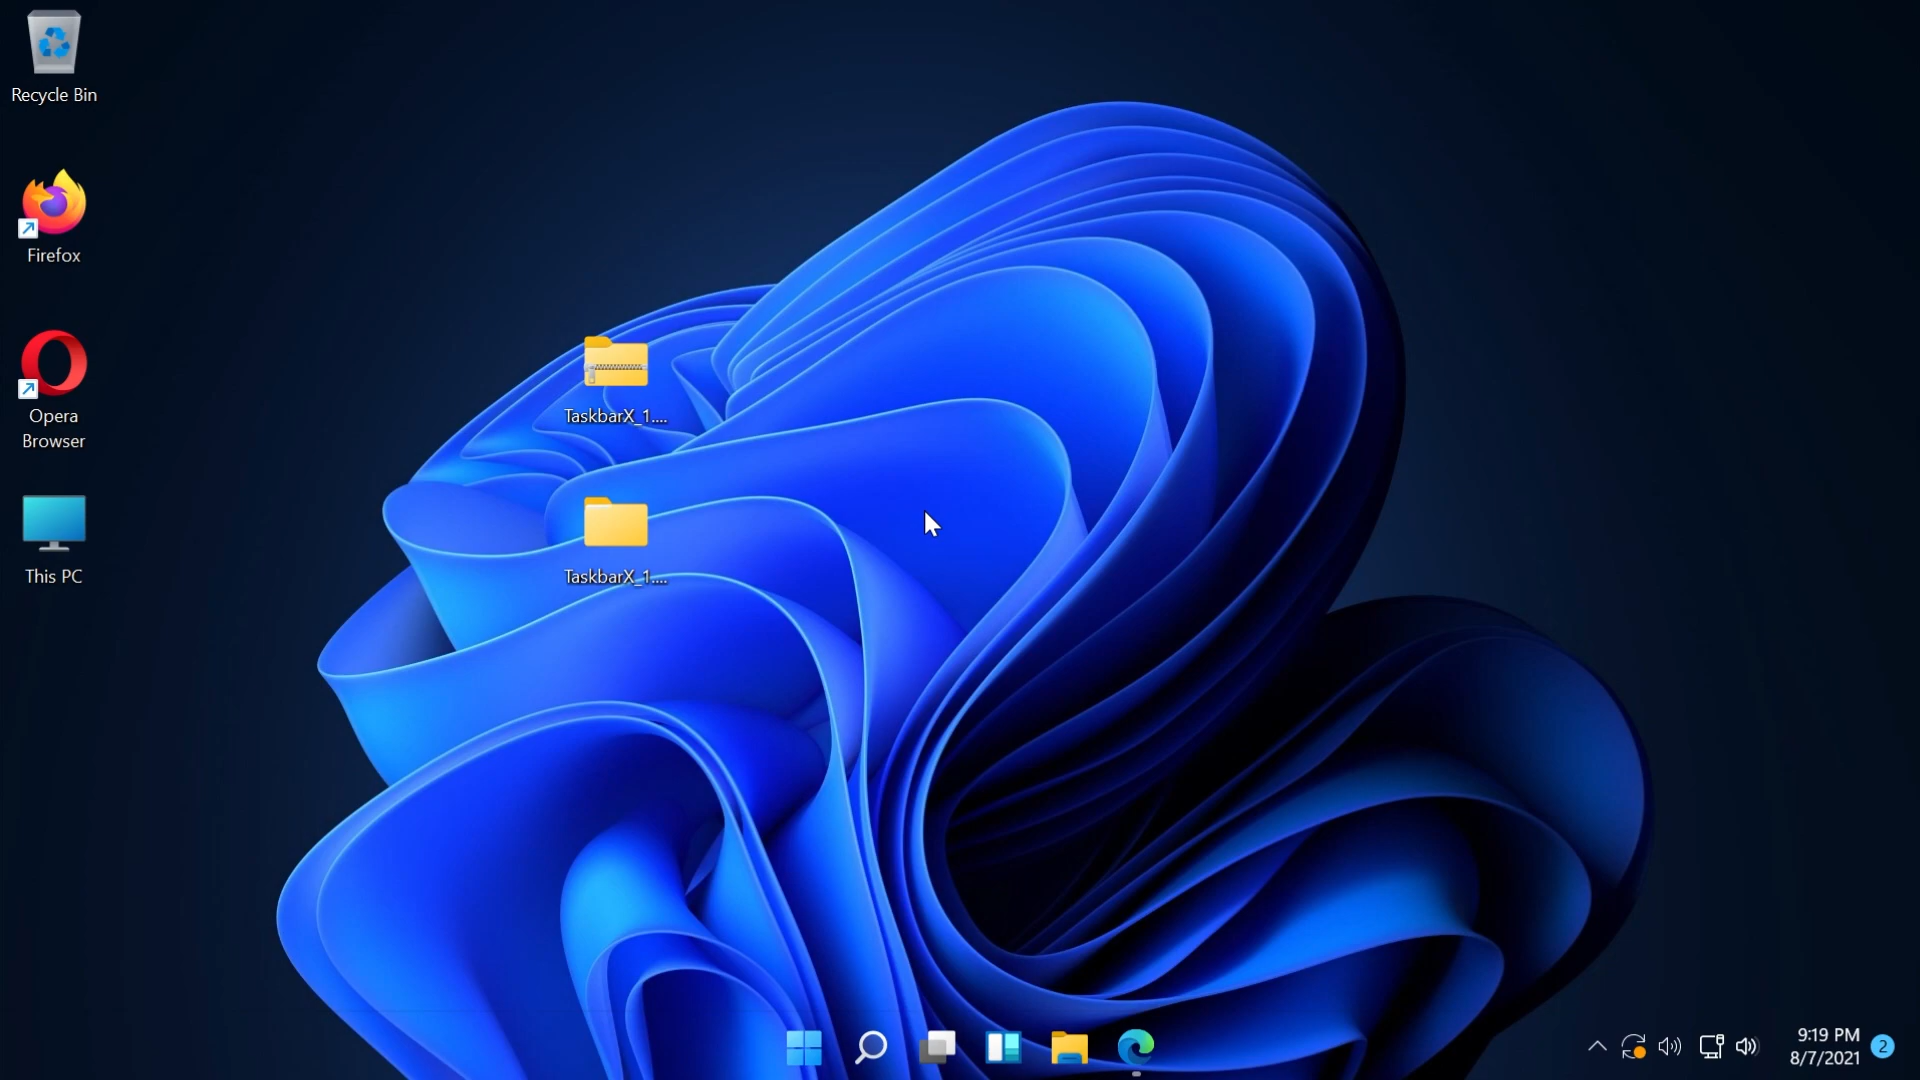 Recycle Bin
Firefox
Opera
Browser
This PC
TaskbarX_1....
TaskbarX_1....
9:19 PM
8/7/2021
2